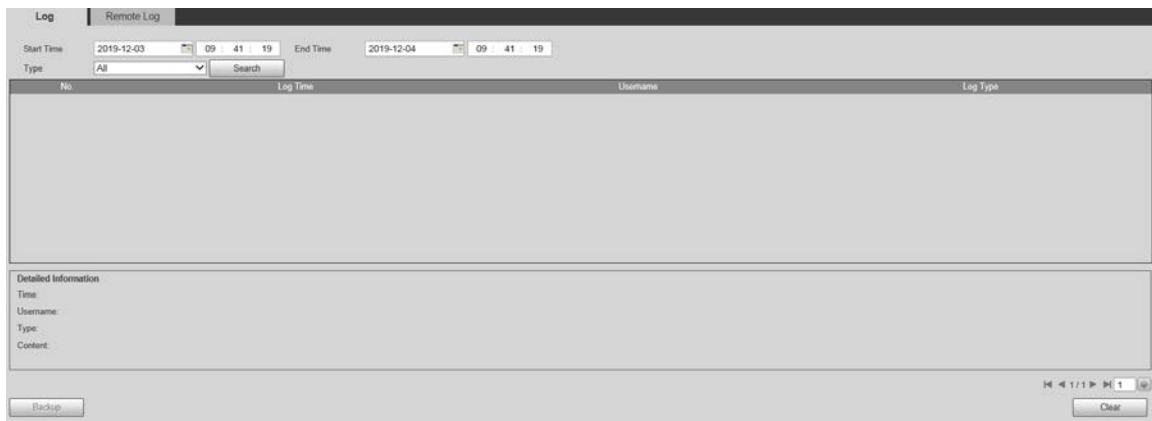 Log Remote Log
Start Time 2019-12-03 09 : 41 : 19 End Time 2019-12-04 09 : 41 : 19
Type All Search
No. Log Time Username Log Type
Detailed Information
Time:
Username:
Type:
Content:
1 / 1 1
Backup Clear